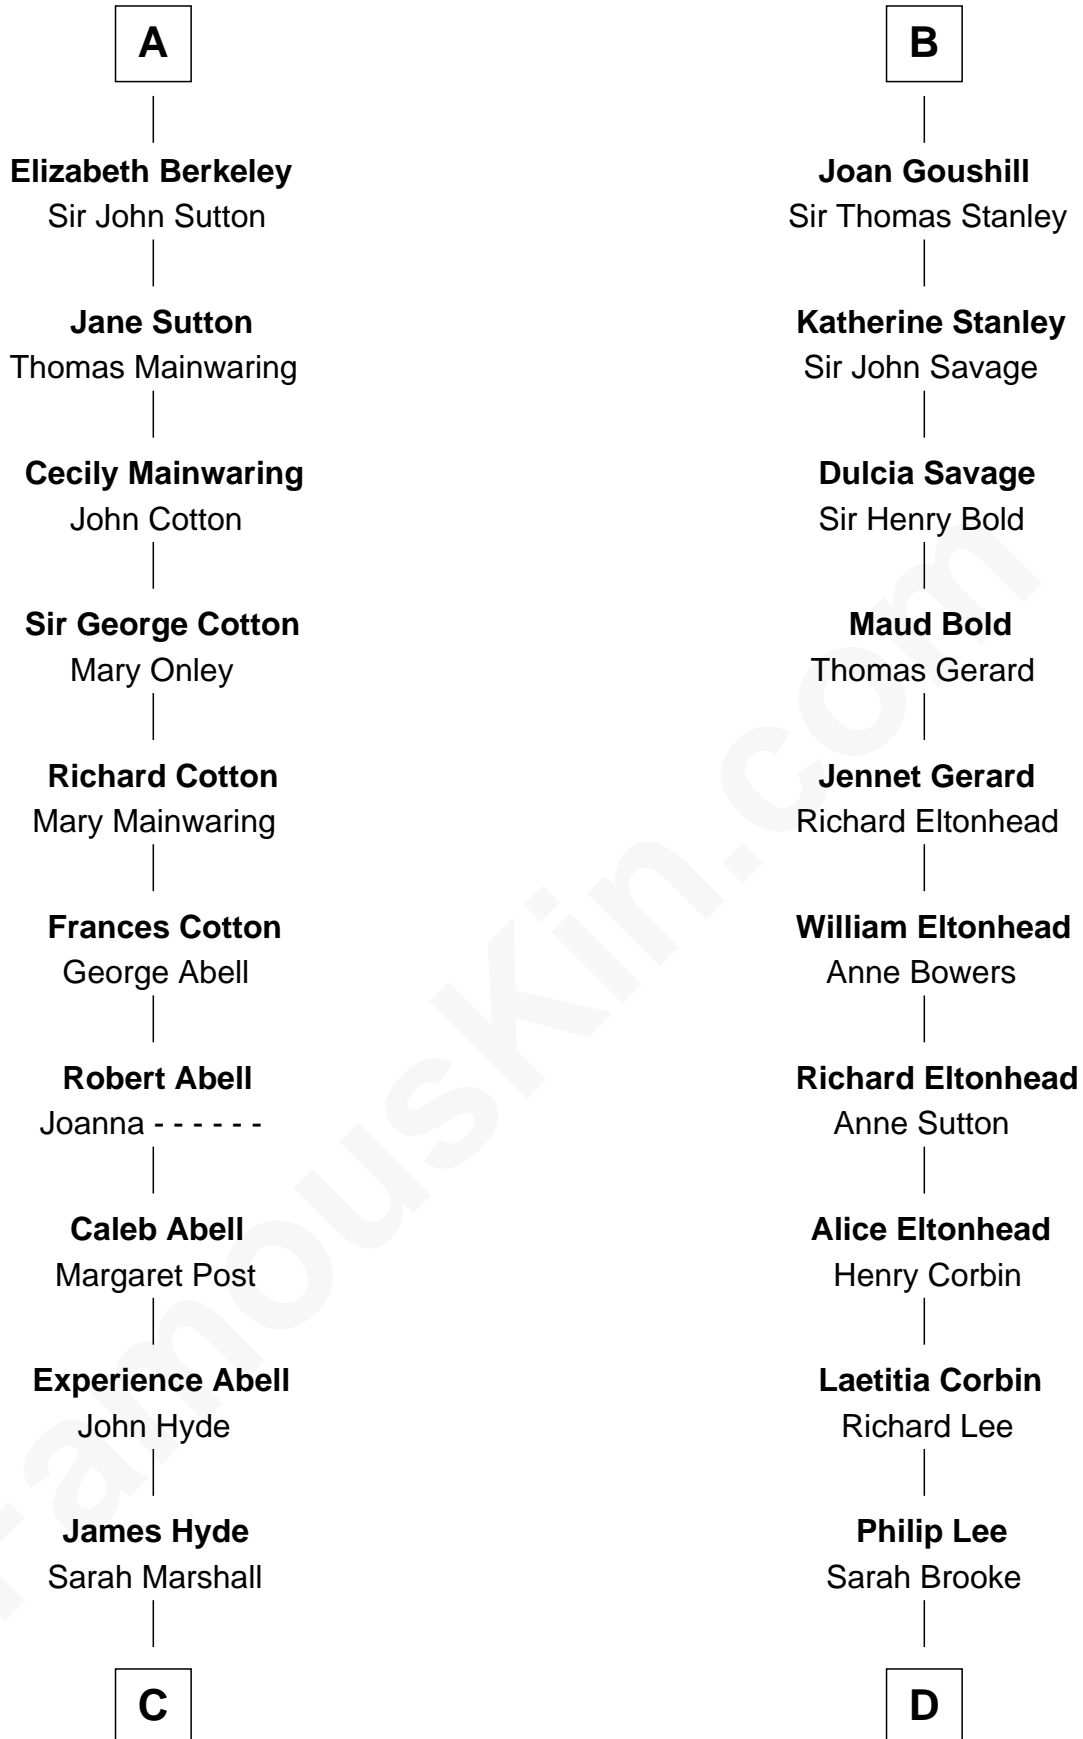 A
Elizabeth Berkeley
Sir John Sutton
Jane Sutton
Thomas Mainwaring
Cecily Mainwaring
John Cotton
Sir George Cotton
Mary Onley
Richard Cotton
Mary Mainwaring
Frances Cotton
George Abell
Robert Abell
Joanna - - - - - -
Caleb Abell
Margaret Post
Experience Abell
John Hyde
James Hyde
Sarah Marshall
C
B
Joan Goushill
Sir Thomas Stanley
Katherine Stanley
Sir John Savage
Dulcia Savage
Sir Henry Bold
Maud Bold
Thomas Gerard
Jennet Gerard
Richard Eltonhead
William Eltonhead
Anne Bowers
Richard Eltonhead
Anne Sutton
Alice Eltonhead
Henry Corbin
Laetitia Corbin
Richard Lee
Philip Lee
Sarah Brooke
D
FamousKin.com